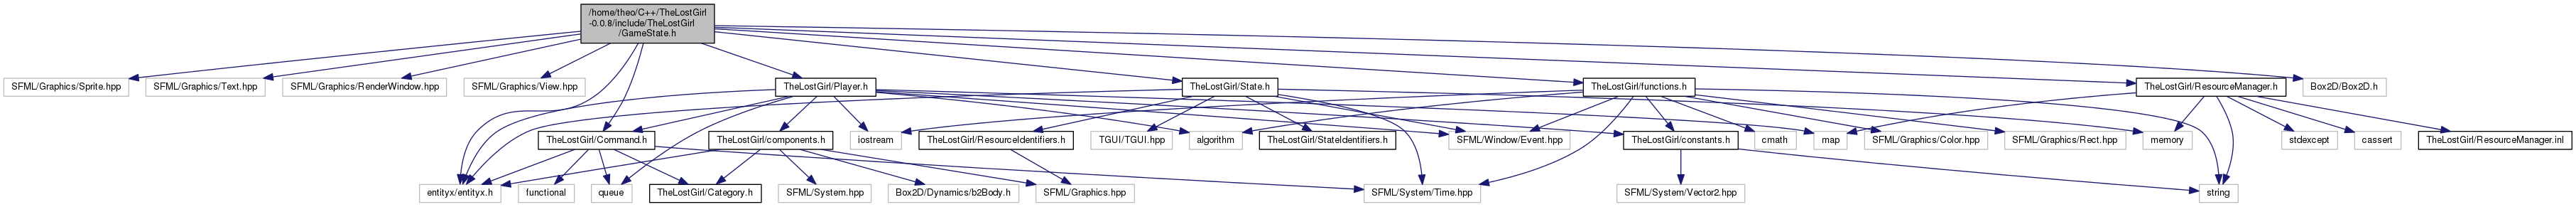 /home/theo/C++/TheLostGirl
-0.0.8/include/TheLostGirl
/GameState.h
SFML/Graphics/Sprite.hpp
SFML/Graphics/Text.hpp
SFML/Graphics/RenderWindow.hpp
SFML/Graphics/View.hpp
TheLostGirl/Player.h
TheLostGirl/State.h
TheLostGirl/functions.h
TheLostGirl/ResourceManager.h
Box2D/Box2D.h
TheLostGirl/Command.h
TheLostGirl/components.h
iostream
TheLostGirl/ResourceIdentifiers.h
TGUI/TGUI.hpp
algorithm
TheLostGirl/StateIdentifiers.h
SFML/Window/Event.hpp
TheLostGirl/constants.h
cmath
map
SFML/Graphics/Color.hpp
SFML/Graphics/Rect.hpp
memory
stdexcept
cassert
TheLostGirl/ResourceManager.inl
entityx/entityx.h
functional
queue
TheLostGirl/Category.h
SFML/System.hpp
Box2D/Dynamics/b2Body.h
SFML/Graphics.hpp
SFML/System/Time.hpp
SFML/System/Vector2.hpp
string